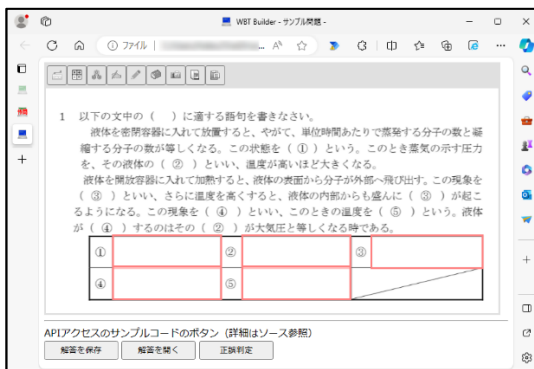 WBT Builder - サンプル問題 -
ファイル
1 以下の文中の（ ）に適する語句を書きなさい。
液体を密閉容器に入れて放置すると、やがて、単位時間あたりで蒸発する分子の数と凝
縮する分子の数が等しくなる。この状態を（ ① ）という。このとき蒸気の示す圧力
を、その液体の（ ② ）といい、温度が高いほど大きくなる。
液体を開放容器に入れて加熱すると、液体の表面から分子が外部へ飛び出す。この現象を
（ ③ ）といい、さらに温度を高くすると、液体の内部からも盛んに（ ③ ）が起こ
るようになる。この現象を（ ④ ）といい、このときの温度を（ ⑤ ）という。液体
が（ ④ ）するのはその（ ② ）が大気圧と等しくなる時である。
① ② ③
④ ⑤
APIアクセスのサンプルコードのボタン（詳細はソース参照）
解答を保存 解答を開く 正誤判定